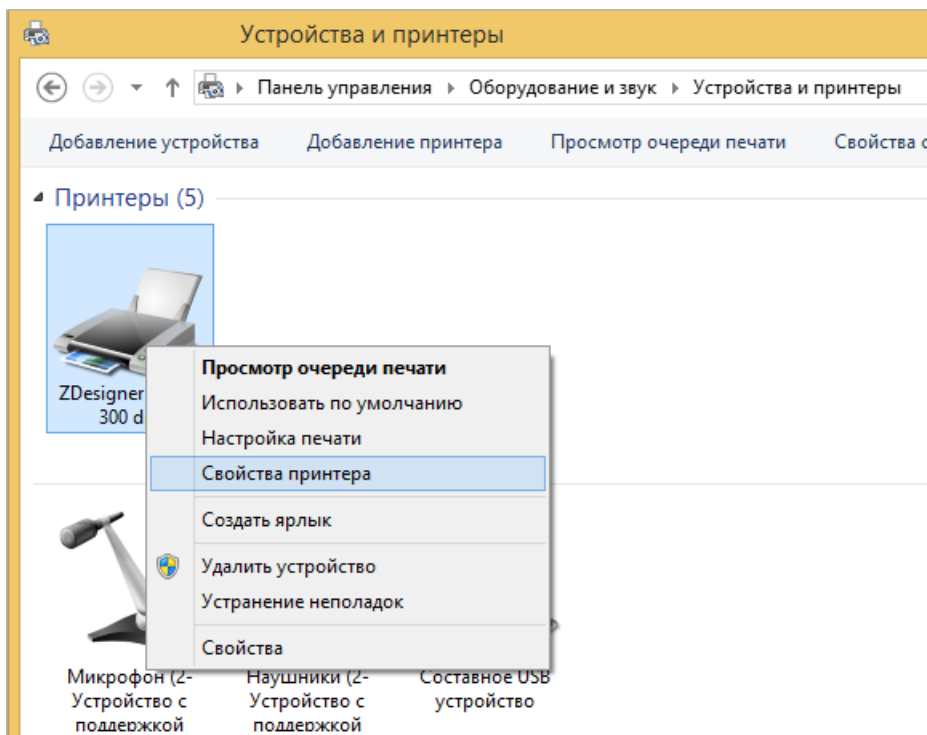 Устройства и принтеры
Панель управления Оборудование и звук Устройства и принтеры
Добавление устройства Добавление принтера Просмотр очереди печати Свойства
Принтеры (5)
ZDesigner
300 d
Просмотр очереди печати
Использовать по умолчанию
Настройка печати
Свойства принтера
Создать ярлык
Удалить устройство
Устранение неполадок
Свойства
Микрофон (2-
Устройство с
поддержкой
Наушники (2-
Устройство с
поддержкой
Составное USB
устройство